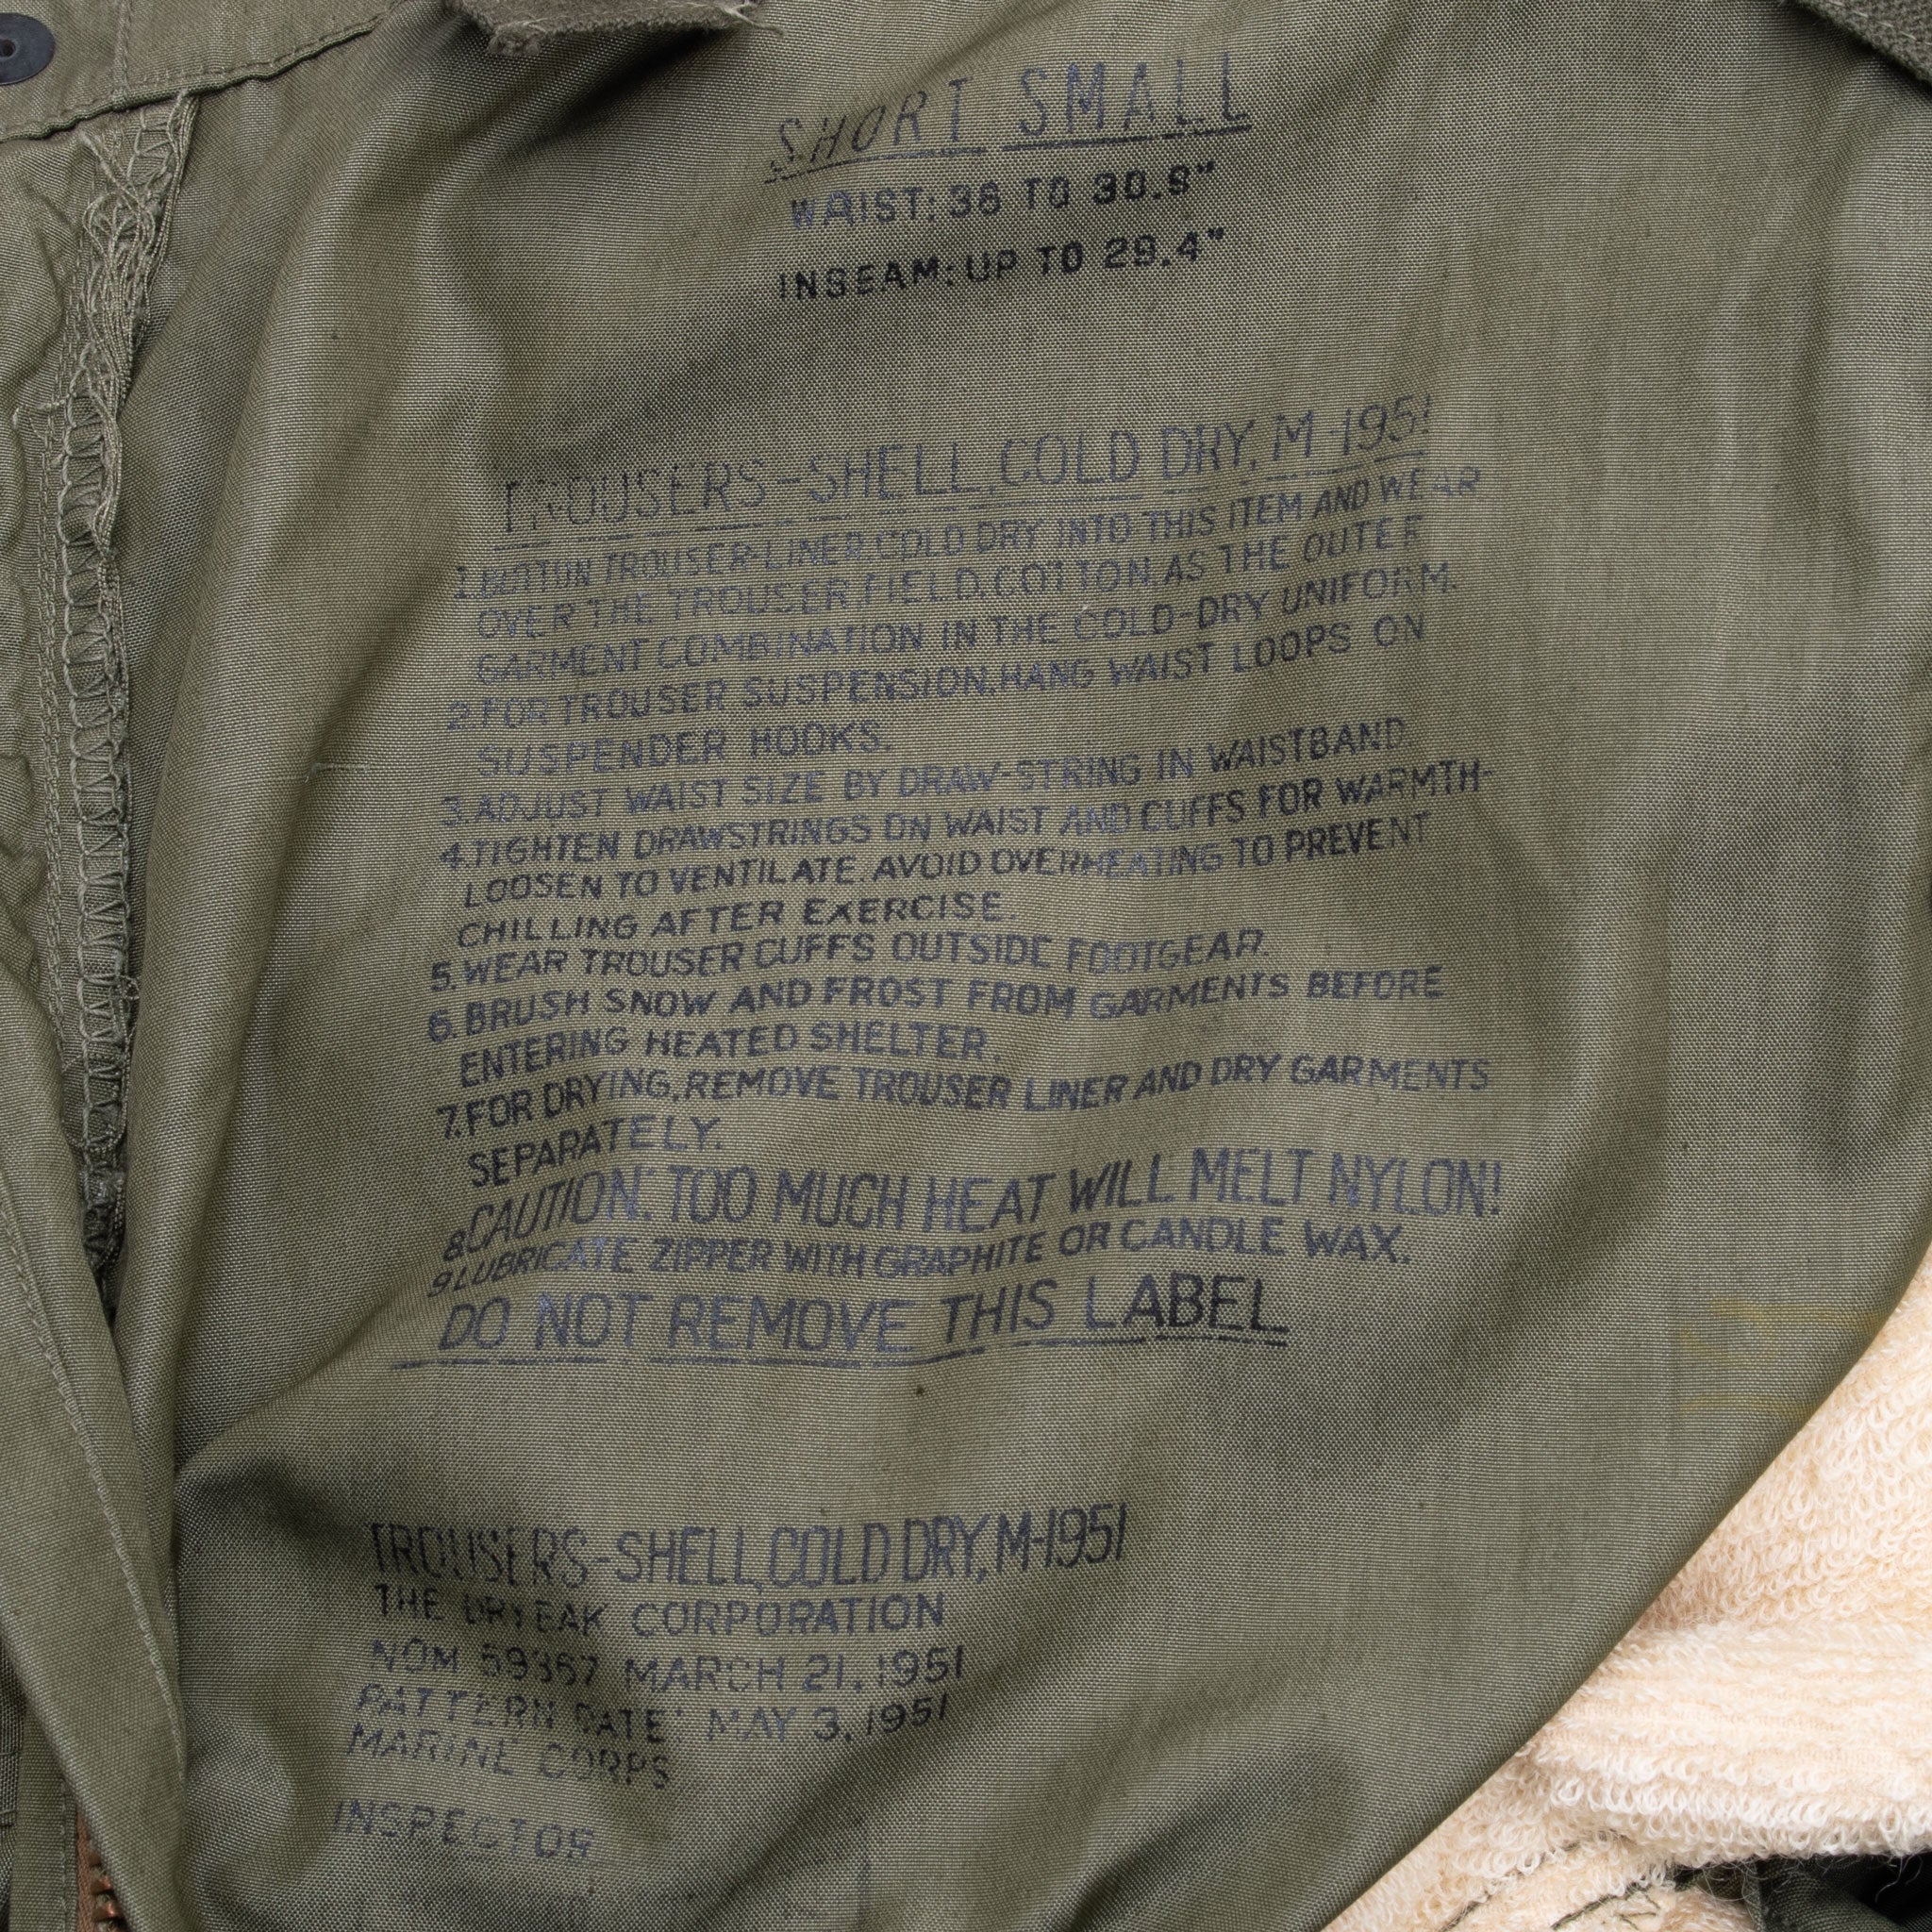 SHORT SMALL
WAIST: 36 TO 30.9"
INSEAM: UP TO 29.4"
TROUSERS-SHELL, COLD DRY, M-1951
1. BUTTON TROUSER-LINER, COLD DRY INTO THIS ITEM AND WEAR
OVER THE TROUSER, FIELD, COTTON, AS THE OUTER
GARMENT COMBINATION IN THE COLD-DRY UNIFORM.
2. FOR TROUSER SUSPENSION, HANG WAIST LOOPS ON
SUSPENDER HOOKS.
3. ADJUST WAIST SIZE BY DRAW-STRING IN WAISTBAND.
4. TIGHTEN DRAWSTRINGS ON WAIST AND CUFFS FOR WARMTH-
LOOSEN TO VENTILATE. AVOID OVERHEATING TO PREVENT
CHILLING AFTER EXERCISE.
5. WEAR TROUSER CUFFS OUTSIDE FOOTGEAR.
6. BRUSH SNOW AND FROST FROM GARMENTS BEFORE
ENTERING HEATED SHELTER.
7. FOR DRYING, REMOVE TROUSER LINER AND DRY GARMENTS
SEPARATELY.
8. CAUTION: TOO MUCH HEAT WILL MELT NYLON!
9. LUBRICATE ZIPPER WITH GRAPHITE OR CANDLE WAX.
DO NOT REMOVE THIS LABEL
TROUSERS-SHELL, COLD DRY, M-1951
THE CORPORATION
NOM MARCH 21, 1951
PATTERN DATE: MAY 3, 1951
MARINE CORPS
INSPECTOR